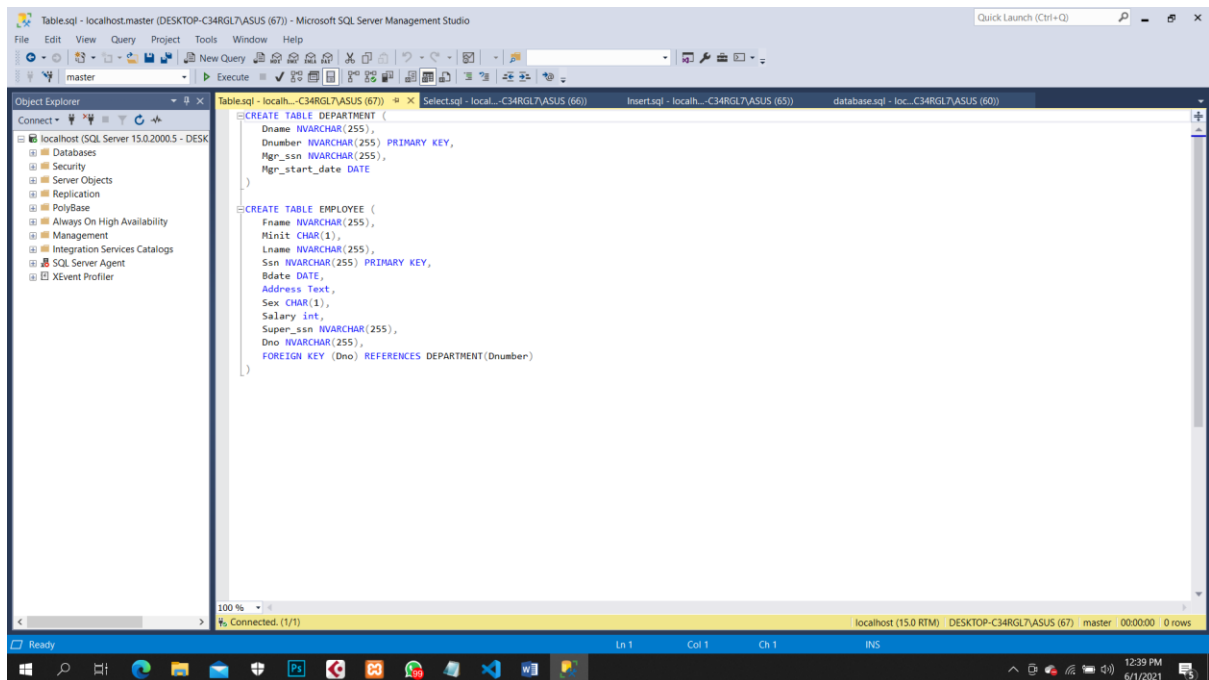 Table.sql - localhost.master (DESKTOP-C34RGL7\ASUS (67)) - Microsoft SQL Server Management Studio
Quick Launch (Ctrl+Q)
File Edit View Query Project Tools Window Help
New Query
master
Execute
Object Explorer
Table.sql - localh...-C34RGL7\ASUS (67))
Select.sql - local...-C34RGL7\ASUS (66))
Insert.sql - localh...-C34RGL7\ASUS (65))
database.sql - loc...C34RGL7\ASUS (60))
Connect
localhost (SQL Server 15.0.2000.5 - DESK
Databases
Security
Server Objects
Replication
PolyBase
Always On High Availability
Management
Integration Services Catalogs
SQL Server Agent
XEvent Profiler
CREATE TABLE DEPARTMENT (
Dname NVARCHAR(255),
Dnumber NVARCHAR(255) PRIMARY KEY,
Mgr_ssn NVARCHAR(255),
Mgr_start_date DATE
)
CREATE TABLE EMPLOYEE (
Fname NVARCHAR(255),
Minit CHAR(1),
Lname NVARCHAR(255),
Ssn NVARCHAR(255) PRIMARY KEY,
Bdate DATE,
Address Text,
Sex CHAR(1),
Salary int,
Super_ssn NVARCHAR(255),
Dno NVARCHAR(255),
FOREIGN KEY (Dno) REFERENCES DEPARTMENT(Dnumber)
)
100 %
Connected. (1/1)
localhost (15.0 RTM) DESKTOP-C34RGL7\ASUS (67) master 00:00:00 0 rows
Ready
Ln 1 Col 1 Ch 1 INS
Ps
99
12:39 PM
6/1/2021